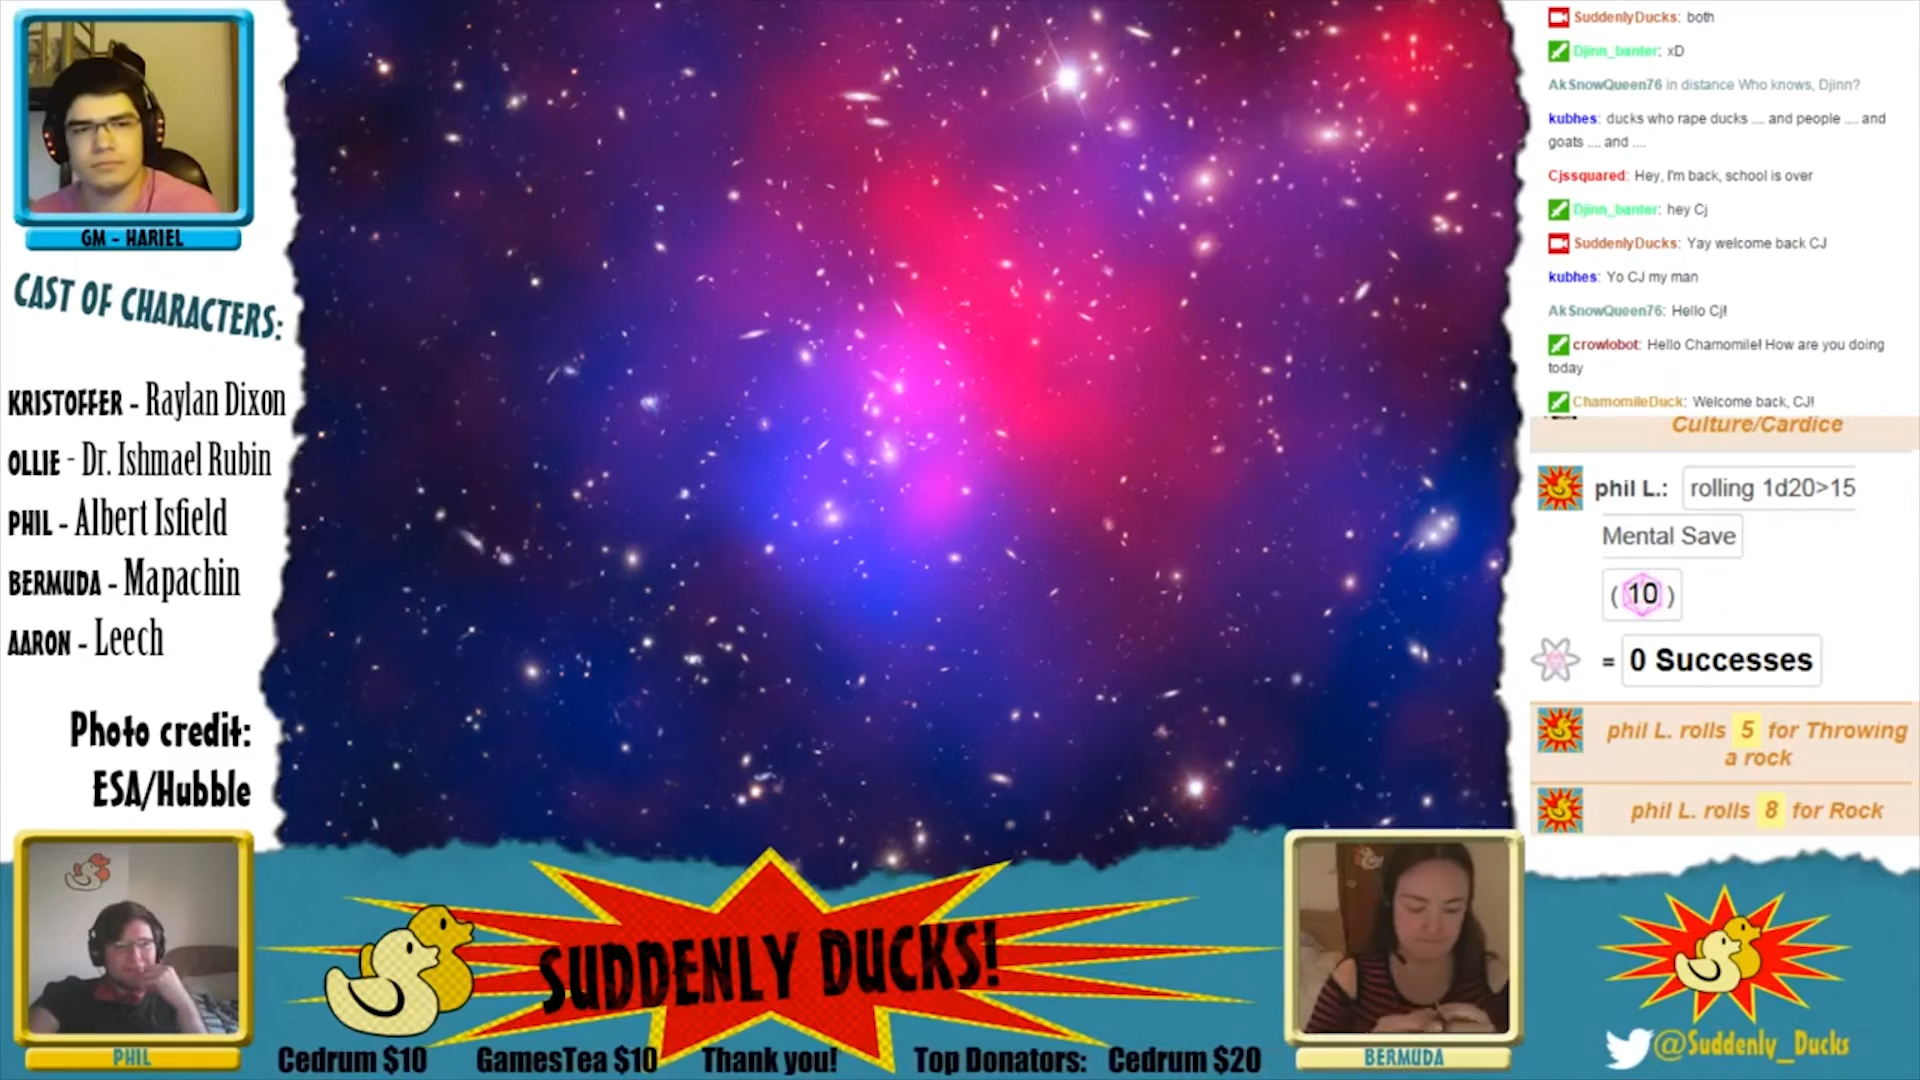 GM - HARIEL
CAST OF CHARACTERS:
KRISTOFFER - Raylan Dixon
OLLIE - Dr. Ishmael Rubin
PHIL - Albert Isfield
BERMUDA - Mapachin
AARON - Leech
Photo credit:
ESA/Hubble
PHIL
SUDDENLY DUCKS!
Cedrum $10 GamesTea $10 Thank you! Top Donators: Cedrum $20
BERMUDA
SuddenlyDucks: both
Djinn_banter: xD
AkSnowQueen76 in distance Who knows, Djinn?
kubhes: ducks who rape ducks .... and people .... and
goats .... and ....
Cjssquared: Hey, I'm back, school is over
Djinn_banter: hey Cj
SuddenlyDucks: Yay welcome back CJ
kubhes: Yo CJ my man
AkSnowQueen76: Hello Cj!
crowlobot: Hello Chamomile! How are you doing
today
ChamomileDuck: Welcome back, CJ!
Culture/Cardice
phil L.: rolling 1d20>15
Mental Save
(10)
= 0 Successes
phil L. rolls 5 for Throwing
a rock
phil L. rolls 8 for Rock
@Suddenly_Ducks